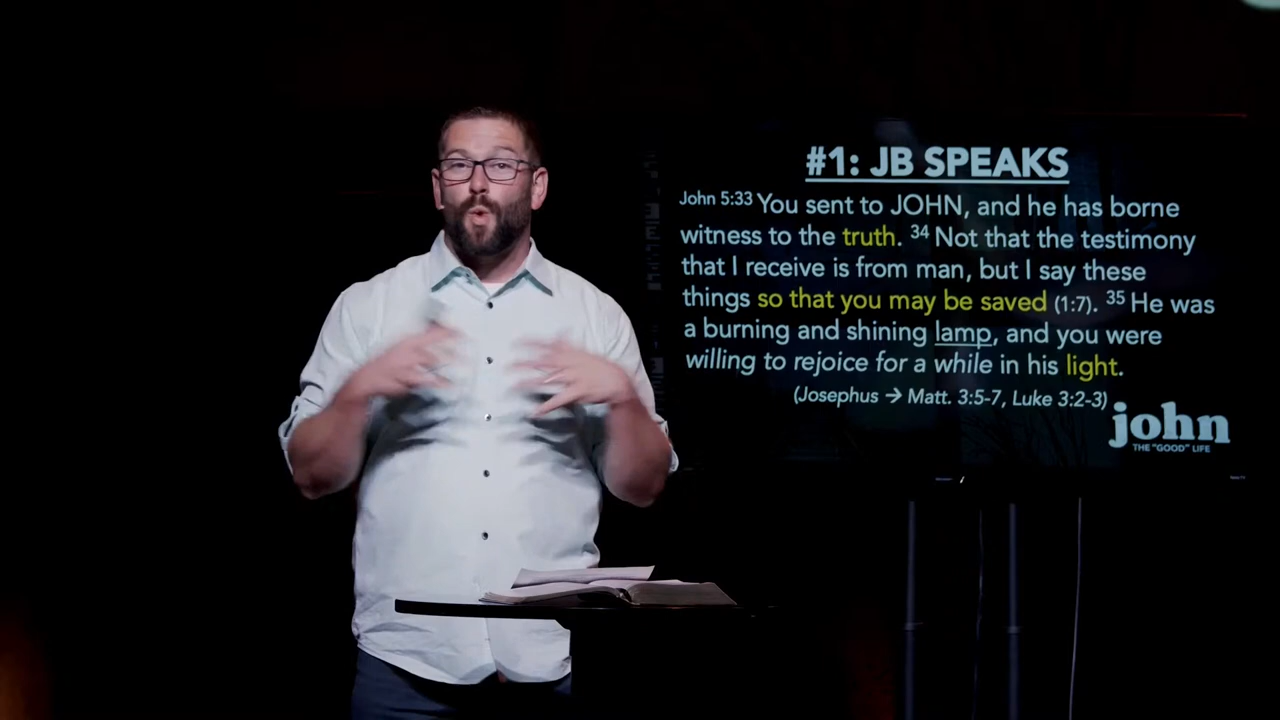 #1: JB SPEAKS
John 5:33 You sent to JOHN, and he has borne
witness to the truth. 34 Not that the testimony
that I receive is from man, but I say these
things so that you may be saved (1:7). 35 He was
a burning and shining lamp, and you were
willing to rejoice for a while in his light.
(Josephus → Matt. 3:5-7, Luke 3:2-3)
john
THE "GOOD" LIFE